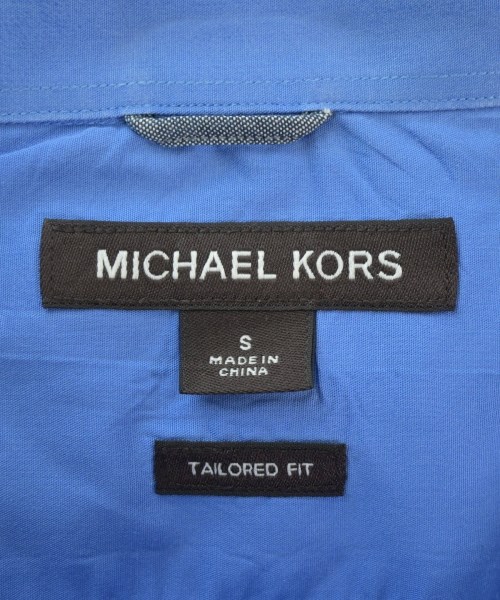 MICHAEL KORS
S
MADE IN
CHINA
TAILORED FIT